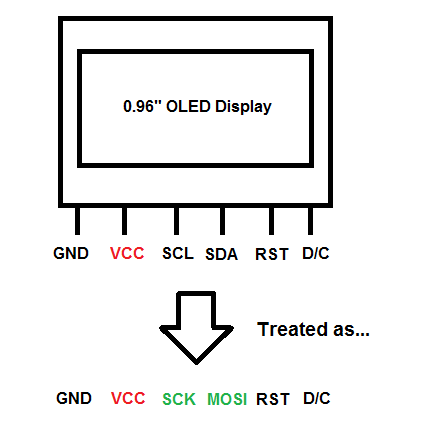 0.96" OLED Display
GND VCC SCL SDA RST D/C
Treated as...
GND VCC SCK MOSI RST D/C